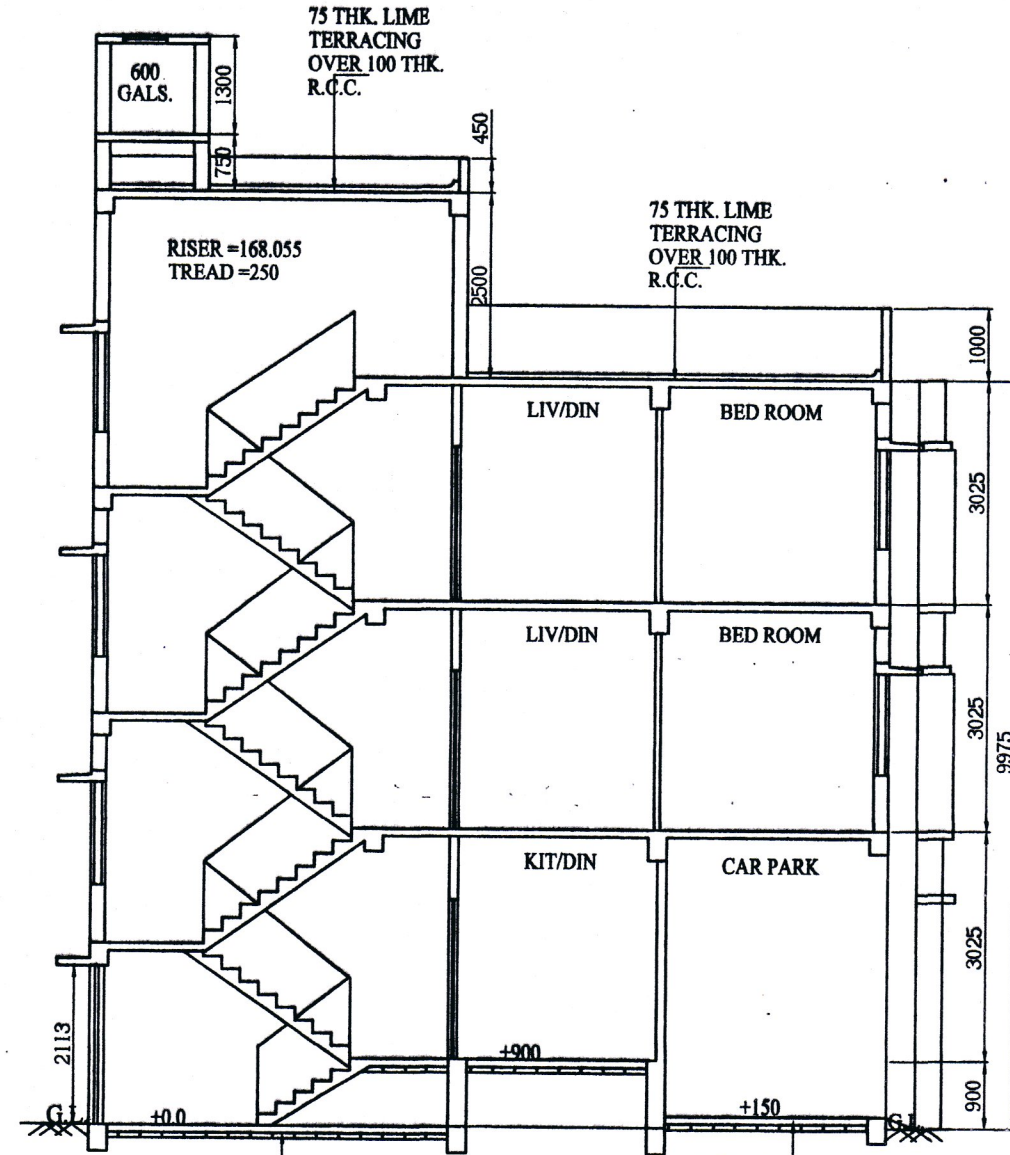 75 THK. LIME
TERRACING
OVER 100 THK.
R.C.C.
600
GALS.
1300
750
450
75 THK. LIME
TERRACING
OVER 100 THK.
R.C.C.
RISER =168.055
TREAD =250
2500
1000
LIV/DIN
BED ROOM
3025
LIV/DIN
BED ROOM
3025
9975
KIT/DIN
CAR PARK
3025
2113
+900
900
G.L
+0.0
+150
G.L